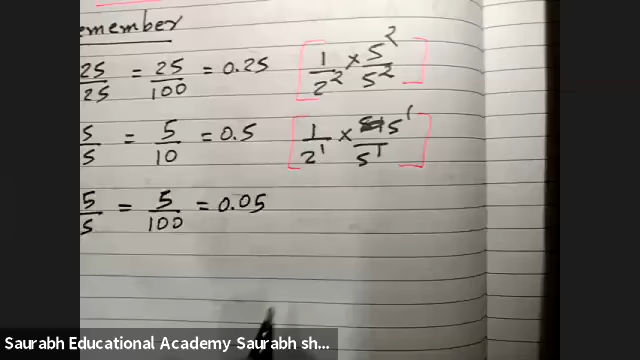 emember
25/25 = 25/100 = 0.25 [1/2² × 5²/5²]
5/5 = 5/10 = 0.5 [1/2¹ × 5¹/5¹]
5/5 = 5/100 = 0.05
Saurabh Educational Academy Saurabh sh...